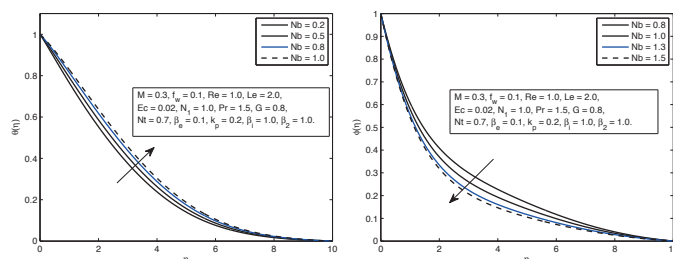 Nb = 0.2
Nb = 0.5
Nb = 0.8
Nb = 1.0
M = 0.3, f_w = 0.1, Re = 1.0, Le = 2.0,
Ec = 0.02, N_1 = 1.0, Pr = 1.5, G = 0.8,
Nt = 0.7, β_e = 0.1, k_p = 0.2, β_i = 1.0, β_2 = 1.0.
θ(η)
1
0.8
0.6
0.4
0.2
0
0 2 4 6 8 10
η
Nb = 0.8
Nb = 1.0
Nb = 1.3
Nb = 1.5
M = 0.3, f_w = 0.1, Re = 1.0, Le = 2.0,
Ec = 0.02, N_1 = 1.0, Pr = 1.5, G = 0.8,
Nt = 0.7, β_e = 0.1, k_p = 0.2, β_i = 1.0, β_2 = 1.0.
ϕ(η)
1
0.9
0.8
0.7
0.6
0.5
0.4
0.3
0.2
0.1
0
0 2 4 6 8 10
η